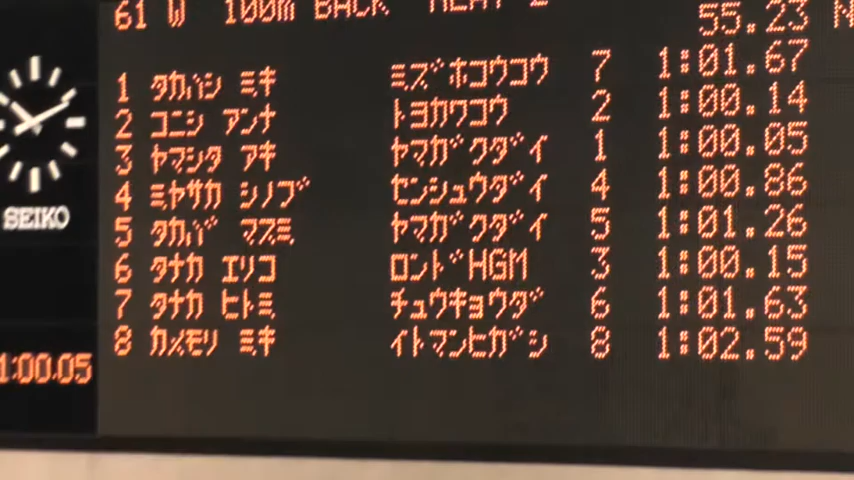 61 W 100m BACK HEAT 2 55.23 N
1 タカハシ ミキ ミズホコウコウ 7 1:01.67
2 コニシ アンナ トヨカワコウ 2 1:00.14
3 ヤマシタ アキ ヤマガクダイ 1 1:00.05
4 ミヤサカ シノブ センシュウダイ 4 1:00.86
5 タカバ マスミ ヤマガクダイ 5 1:01.26
6 タナカ エリコ ロンドHGM 3 1:00.15
7 タナカ ヒトミ チュウキョウダ 6 1:01.63
8 カメモリ ミキ イトマンヒガシ 8 1:02.59
SEIKO
1:00.05